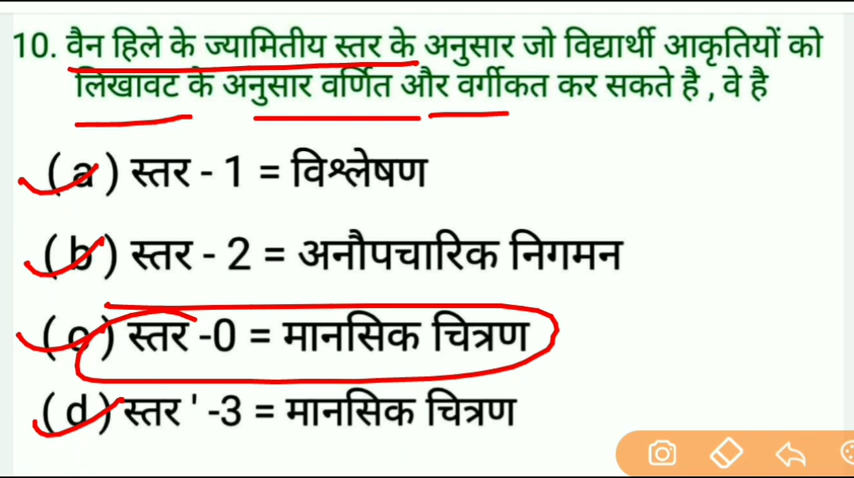 10. वैन हिले के ज्यामितीय स्तर के अनुसार जो विद्यार्थी आकृतियों को
लिखावट के अनुसार वर्णित और वर्गीकत कर सकते है , वे है
( a ) स्तर - 1 = विश्लेषण
( b ) स्तर - 2 = अनौपचारिक निगमन
( c ) स्तर -0 = मानसिक चित्रण
( d ) स्तर ' -3 = मानसिक चित्रण